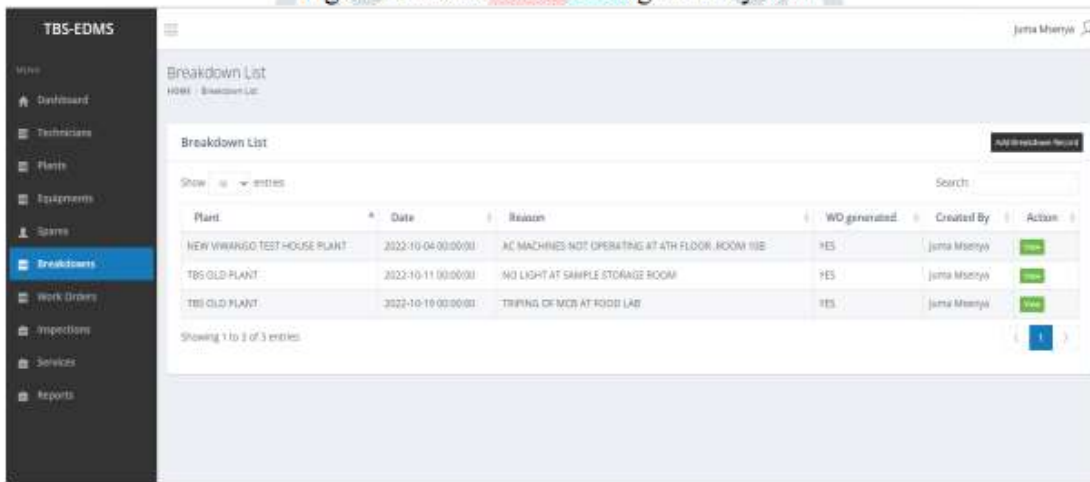 TBS-EDMS
Juma Msenya
MENU
Dashboard
Technicians
Plants
Equipments
Spares
Breakdowns
Work Orders
Inspections
Services
Reports
Breakdown List
HOME / Breakdown List
Breakdown List
Add Breakdown Record
Show entries
Search:
Plant Date Reason WO generated Created By Action
NEW VIWANGO TEST HOUSE PLANT 2022-10-04 00:00:00 AC MACHINES NOT OPERATING AT 4TH FLOOR ,ROOM YES Juma Msenya View
TBS OLD PLANT 2022-10-11 00:00:00 NO LIGHT AT SAMPLE STORAGE ROOM YES Juma Msenya View
TBS OLD PLANT 2022-10-19 00:00:00 TRIPING OF MCB AT FOOD LAB YES Juma Msenya View
Showing 1 to 3 of 3 entries
1